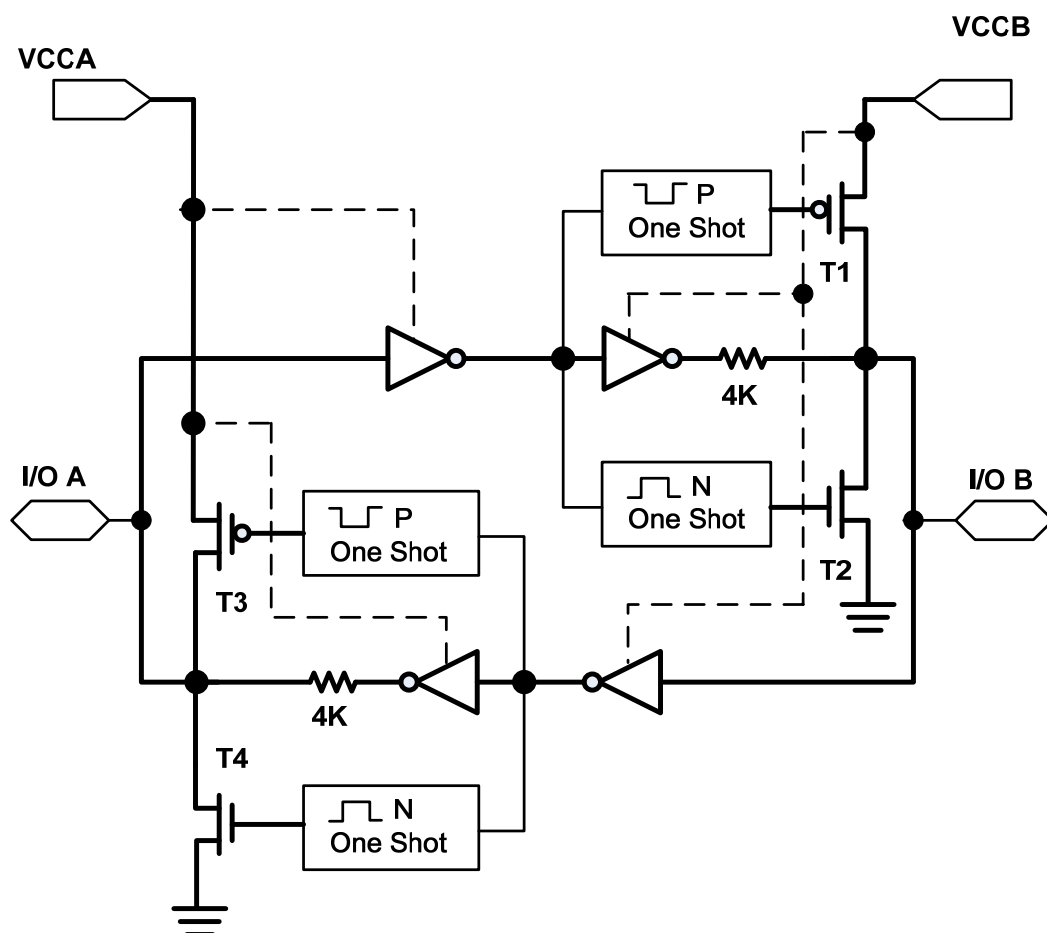 VCCB
VCCA
P
One Shot
T1
4K
I/O A
I/O B
N
One Shot
P
One Shot
T2
T3
4K
T4
N
One Shot